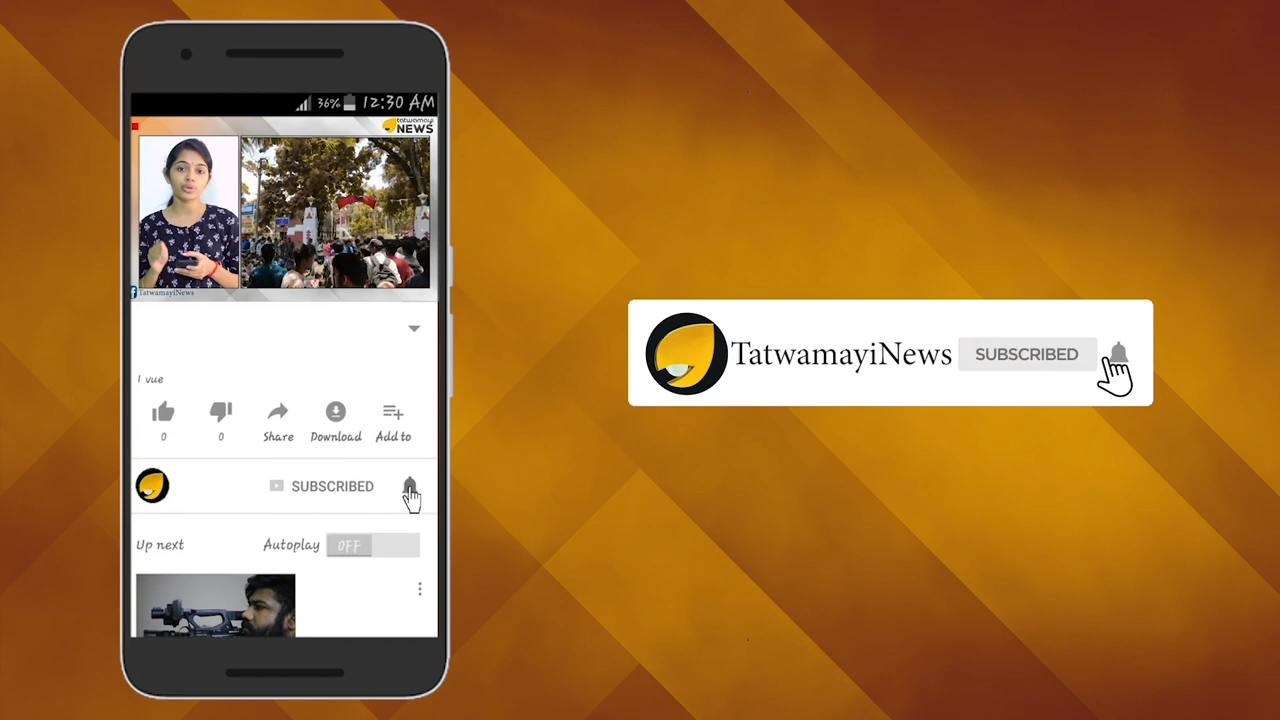 36% 12:30 AM
tatwamayi
NEWS
TatwamayiNews
1 vue
0 0 Share Download Add to
SUBSCRIBED
Up next Autoplay OFF
TatwamayiNews SUBSCRIBED